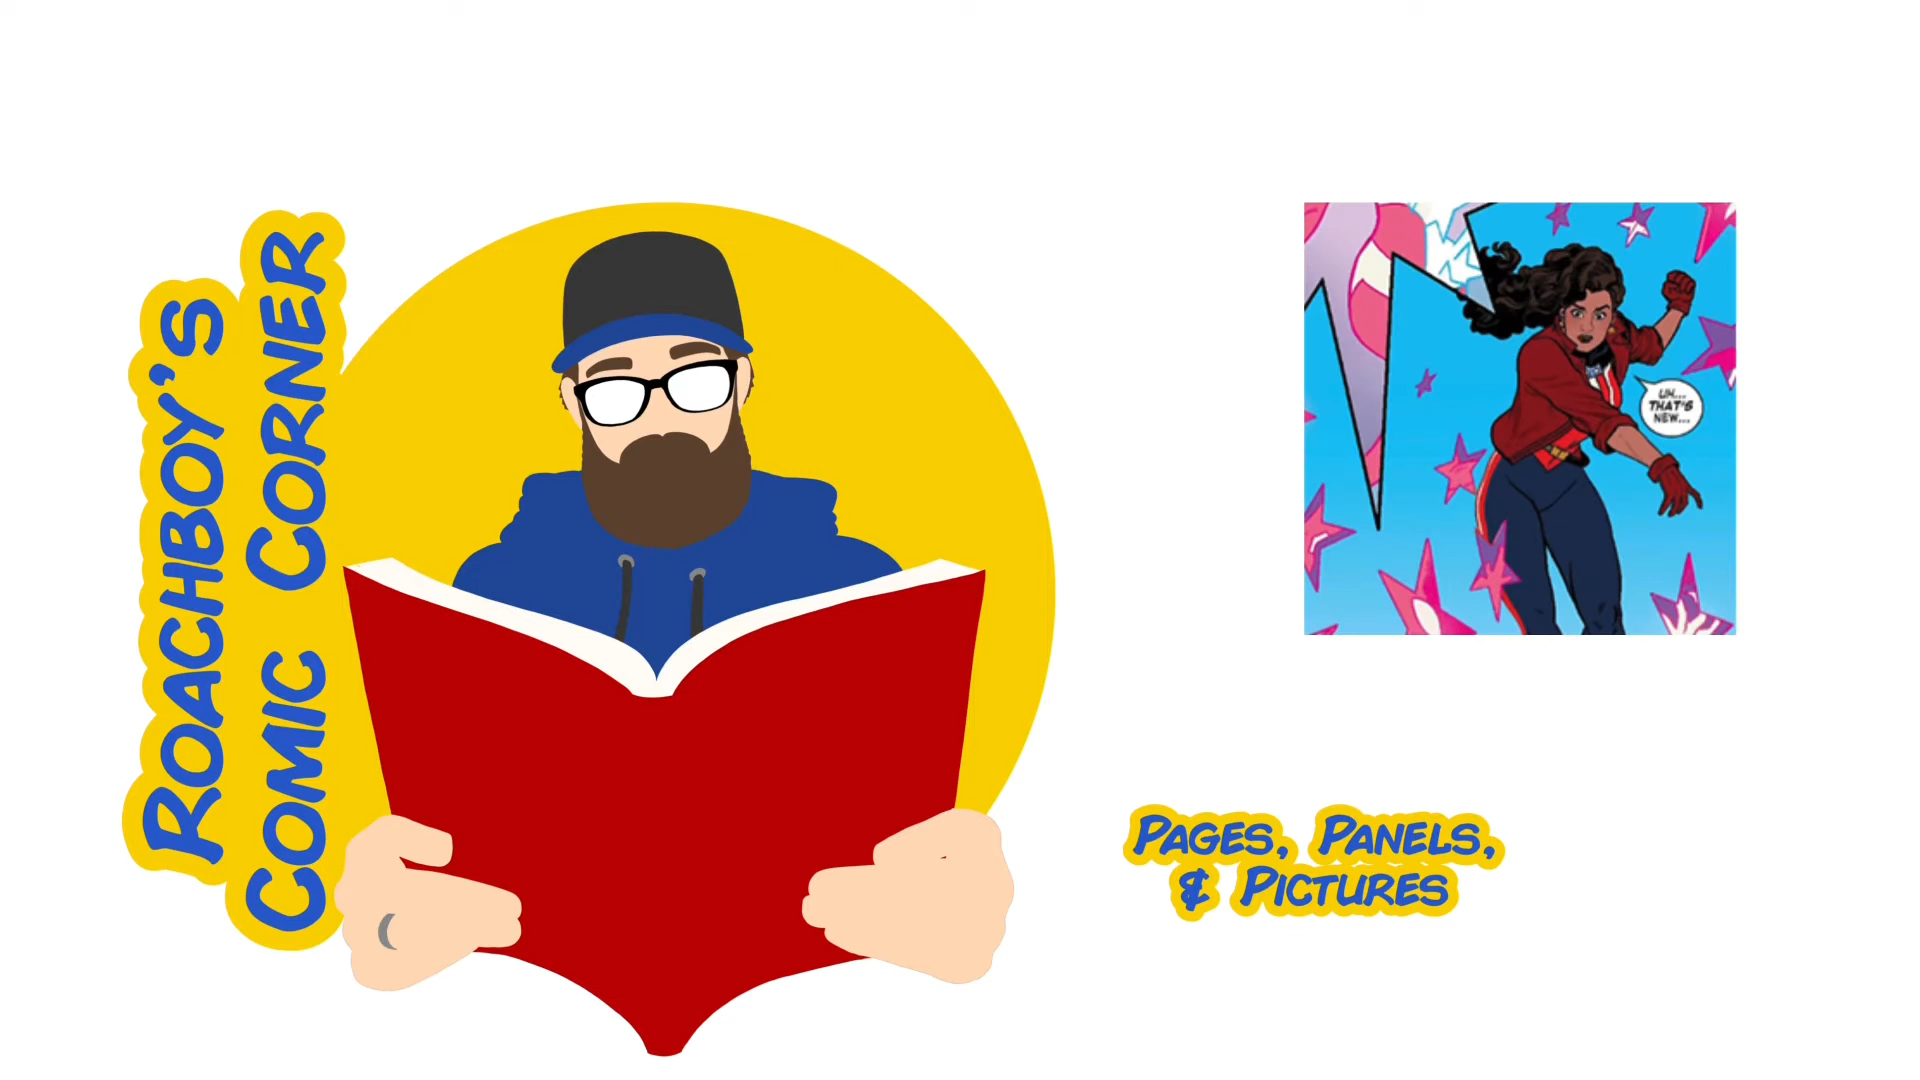 ROACHBOY'S
COMIC CORNER
UH...
THAT'S
NEW...
PAGES, PANELS,
& PICTURES